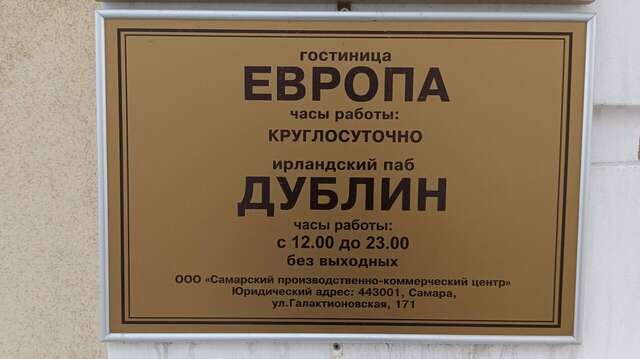 гостиница
ЕВРОПА
часы работы:
КРУГЛОСУТОЧНО
ирландский паб
ДУБЛИН
часы работы:
с 12.00 до 23.00
без выходных
ООО «Самарский производственно-коммерческий центр»
Юридический адрес: 443001, Самара,
ул.Галактионовская, 171